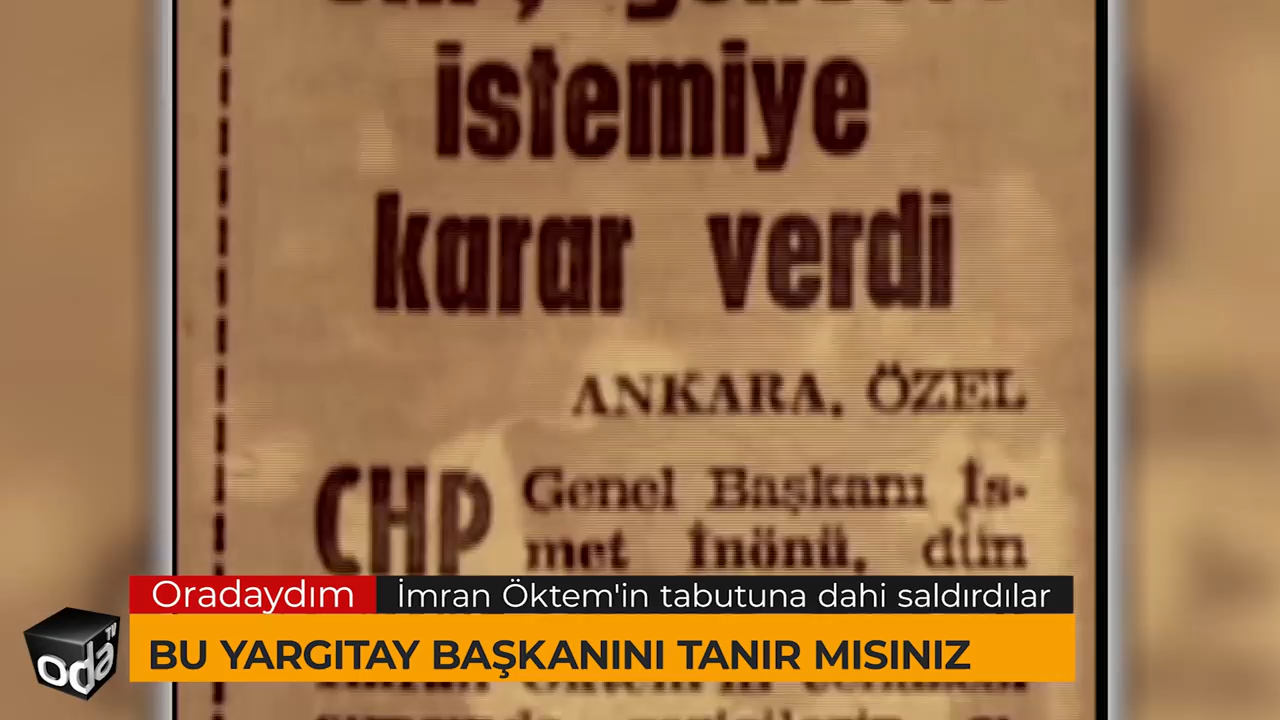 istemiye
karar verdi
ANKARA, ÖZEL
CHP Genel Başkanı İs-
met İnönü, dün
Oradaydım
İmran Öktem'in tabutuna dahi saldırdılar
BU YARGITAY BAŞKANINI TANIR MISINIZ
oda TV